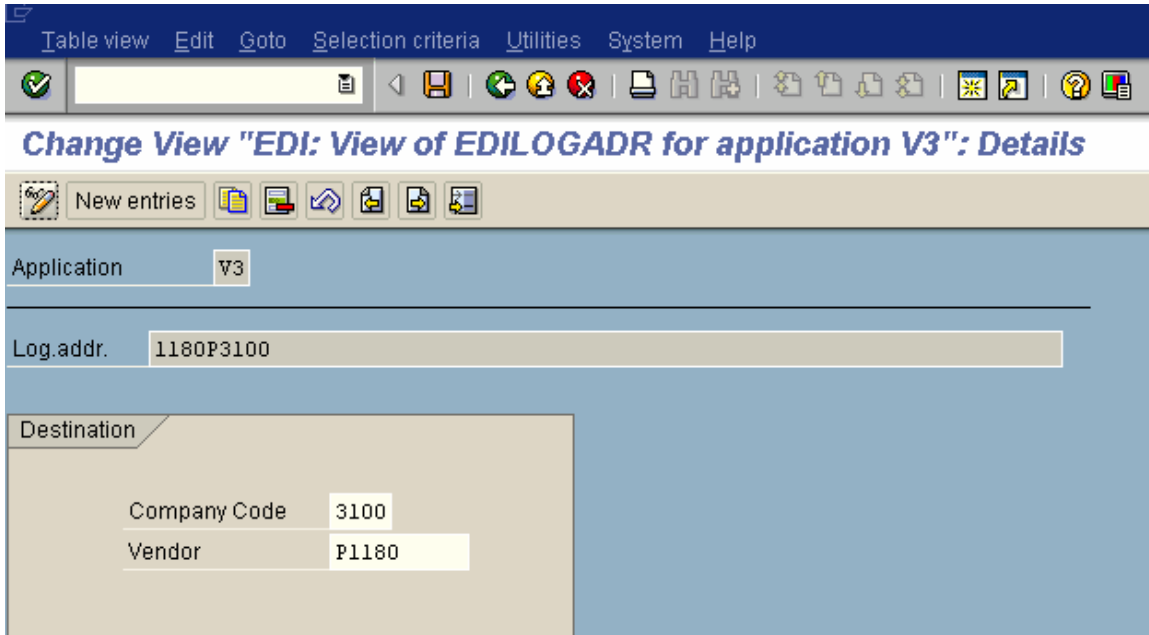 Table view Edit Goto Selection criteria Utilities System Help
Change View "EDI: View of EDILOGADR for application V3": Details
New entries
Application V3
Log.addr. 1180P3100
Destination
Company Code 3100
Vendor P1180